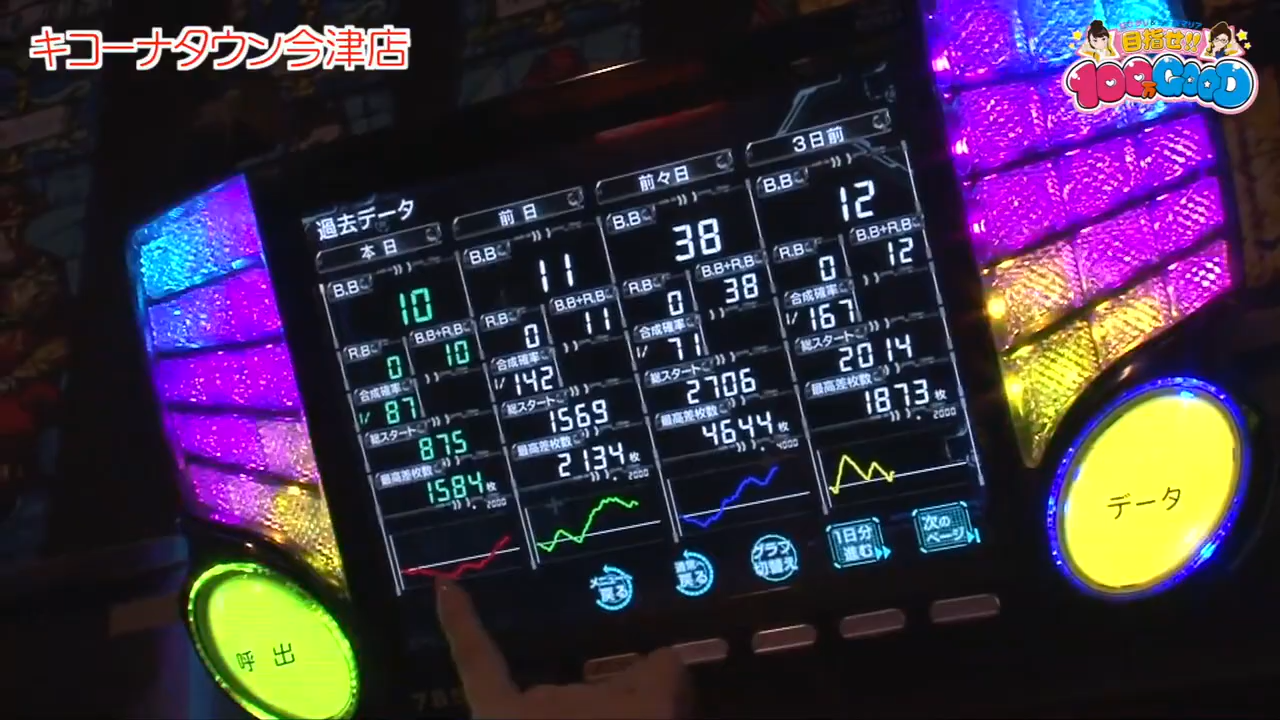 キコーナタウン今津店
目指せ!!
100万GOOD
過去データ
本日
B.B
10
R.B
0
B.B+R.B
10
合成確率
1/87
総スタート
875
最高差枚数
1584枚
2000
前日
B.B
11
R.B
0
B.B+R.B
11
合成確率
1/142
総スタート
1569
最高差枚数
2134枚
2000
前々日
B.B
38
R.B
0
B.B+R.B
38
合成確率
1/71
総スタート
2706
最高差枚数
4644枚
4000
3日前
B.B
12
R.B
0
B.B+R.B
12
合成確率
1/167
総スタート
2014
最高差枚数
1873枚
2000
メニュー
戻る
戻る
グラフ
切替え
1日分
進む
次の
ページ
呼出
データ